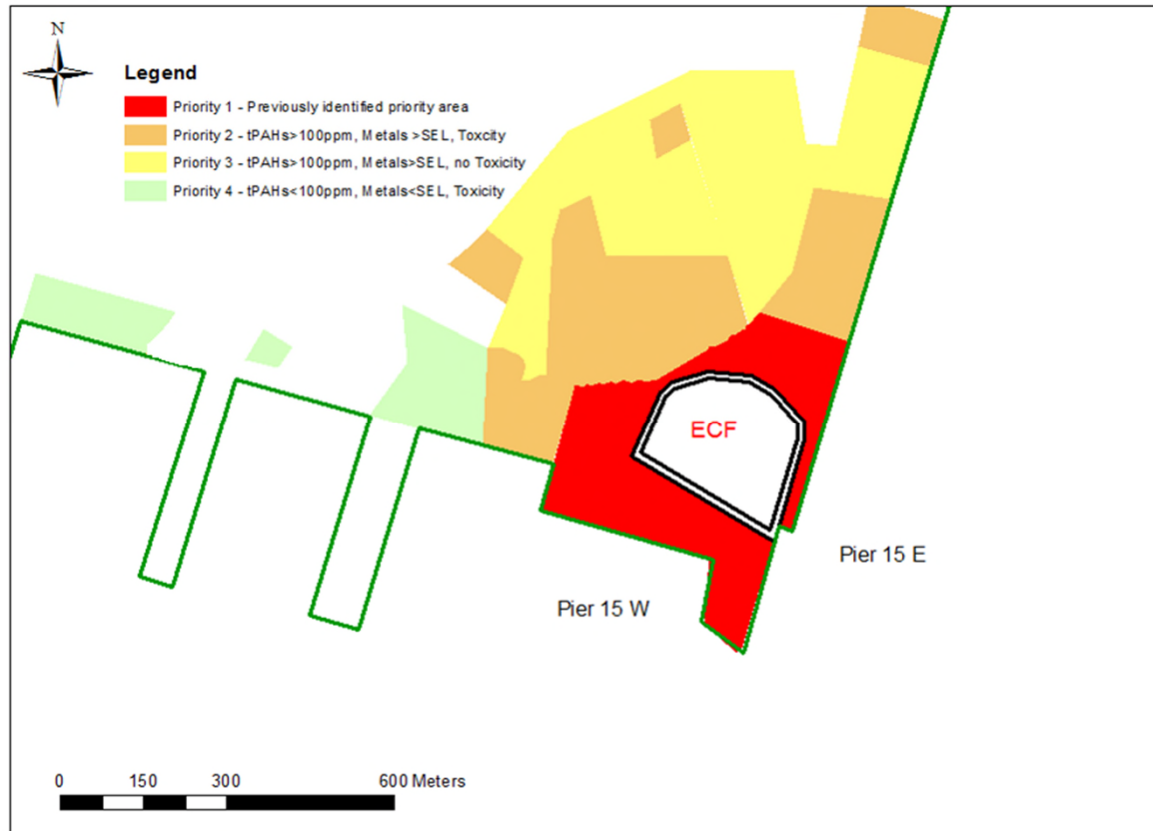 N
Legend
Priority 1 - Previously identified priority area
Priority 2 - tPAHs>100ppm, Metals >SEL, Toxcity
Priority 3 - tPAHs>100ppm, Metals>SEL, no Toxicity
Priority 4 - tPAHs<100ppm, Metals<SEL, Toxicity
ECF
Pier 15 E
Pier 15 W
0 150 300 600 Meters